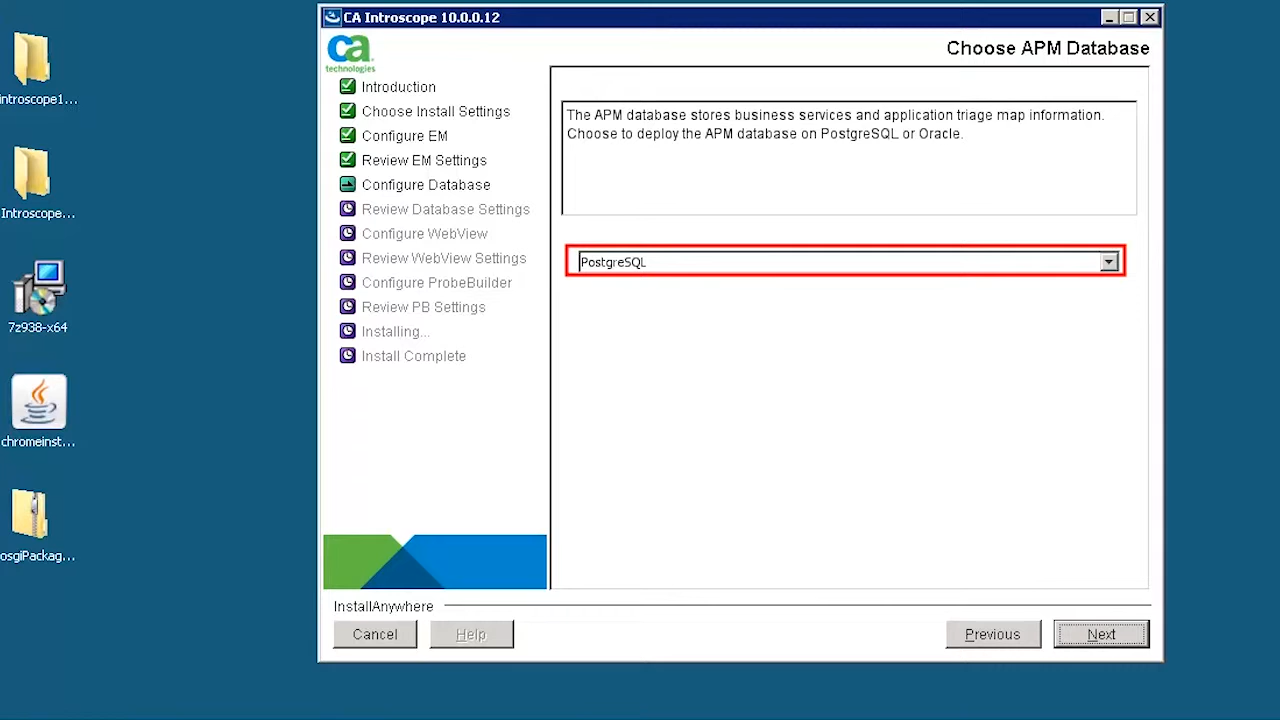 CA Introscope 10.0.0.12
ca
technologies
Choose APM Database
Introduction
Choose Install Settings
Configure EM
Review EM Settings
Configure Database
Review Database Settings
Configure WebView
Review WebView Settings
Configure ProbeBuilder
Review PB Settings
Installing...
Install Complete
The APM database stores business services and application triage map information.
Choose to deploy the APM database on PostgreSQL or Oracle.
PostgreSQL
InstallAnywhere
Cancel
Help
Previous
Next
introscope1...
Introscope...
7z938-x64
chromeinst...
osgiPackag...